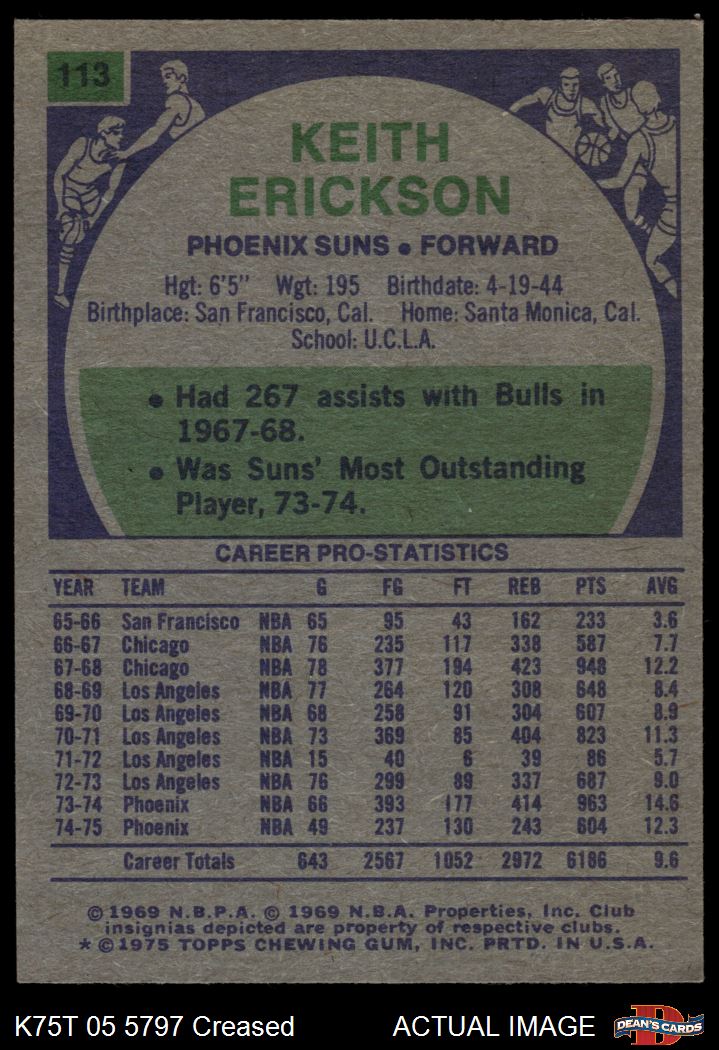 113
KEITH
ERICKSON
PHOENIX SUNS • FORWARD
Hgt: 6'5" Wgt: 195 Birthdate: 4-19-44
Birthplace: San Francisco, Cal. Home: Santa Monica, Cal.
School: U.C.L.A.
• Had 267 assists with Bulls in
1967-68.
• Was Suns' Most Outstanding
Player, 73-74.
CAREER PRO-STATISTICS
YEAR TEAM G FG FT REB PTS AVG
65-66 San Francisco NBA 65 95 43 162 233 3.6
66-67 Chicago NBA 76 235 117 338 587 7.7
67-68 Chicago NBA 78 377 194 423 948 12.2
68-69 Los Angeles NBA 77 264 120 308 648 8.4
69-70 Los Angeles NBA 68 258 91 304 607 8.9
70-71 Los Angeles NBA 73 369 85 404 823 11.3
71-72 Los Angeles NBA 15 40 6 39 86 5.7
72-73 Los Angeles NBA 76 299 89 337 687 9.0
73-74 Phoenix NBA 66 393 177 414 963 14.6
74-75 Phoenix NBA 49 237 130 243 604 12.3
Career Totals 643 2567 1052 2972 6186 9.6
© 1969 N.B.P.A. © 1969 N.B.A. Properties, Inc. Club
insignias depicted are property of respective clubs.
* © 1975 TOPPS CHEWING GUM, INC. PRTD. IN U.S.A.
K75T 05 5797 Creased ACTUAL IMAGE DEAN'S CARDS